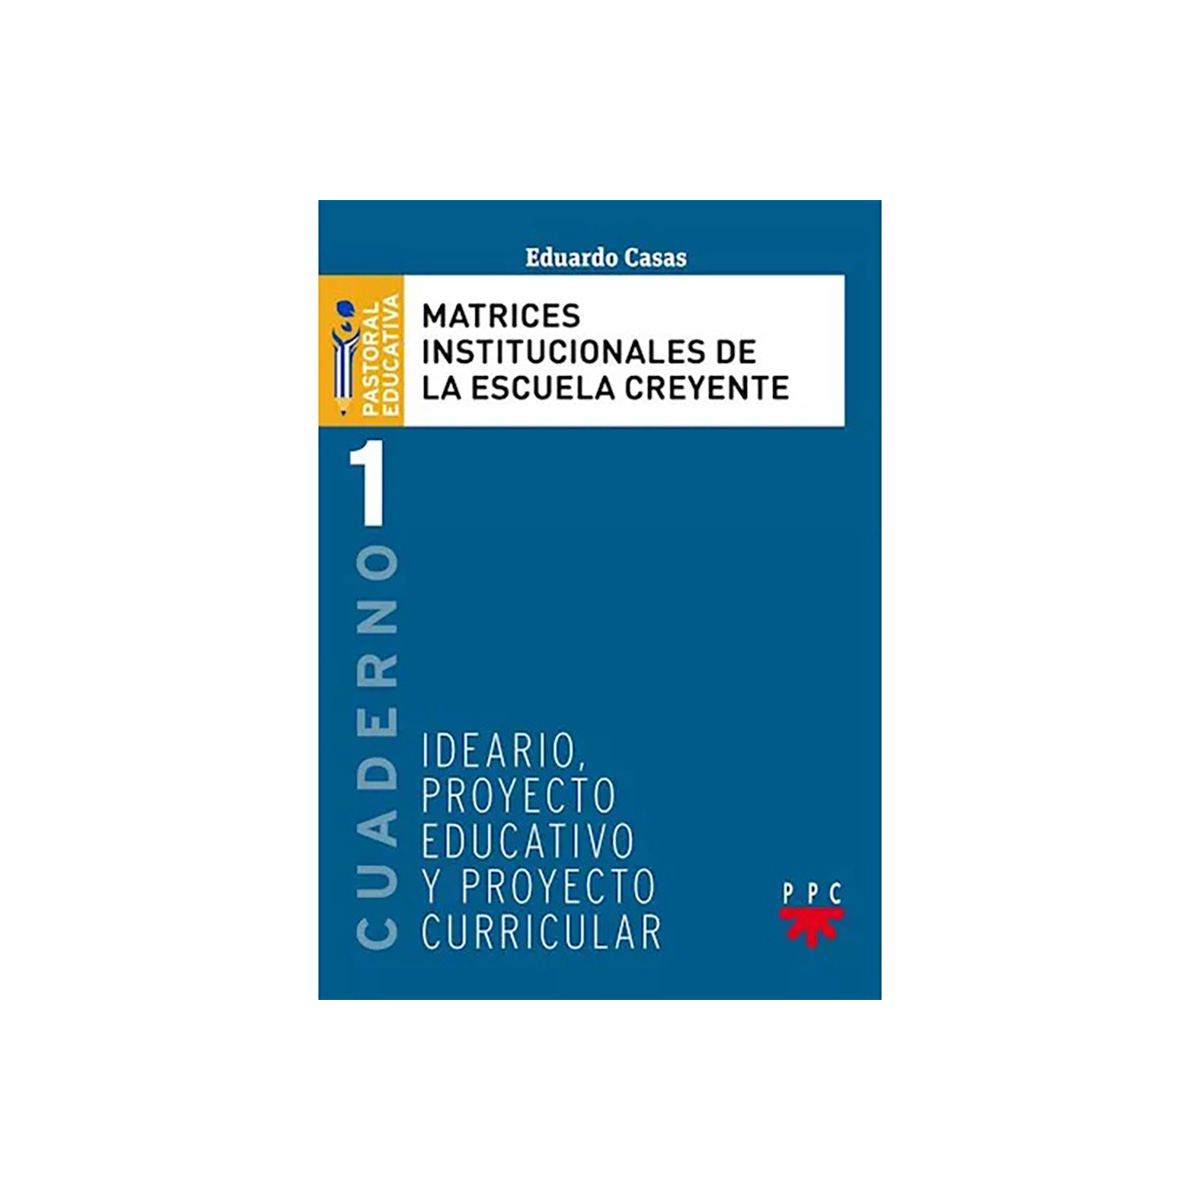 Eduardo Casas
PASTORAL
EDUCATIVA
MATRICES
INSTITUCIONALES DE
LA ESCUELA CREYENTE
CUADERNO 1
IDEARIO,
PROYECTO
EDUCATIVO
Y PROYECTO
CURRICULAR
PPC